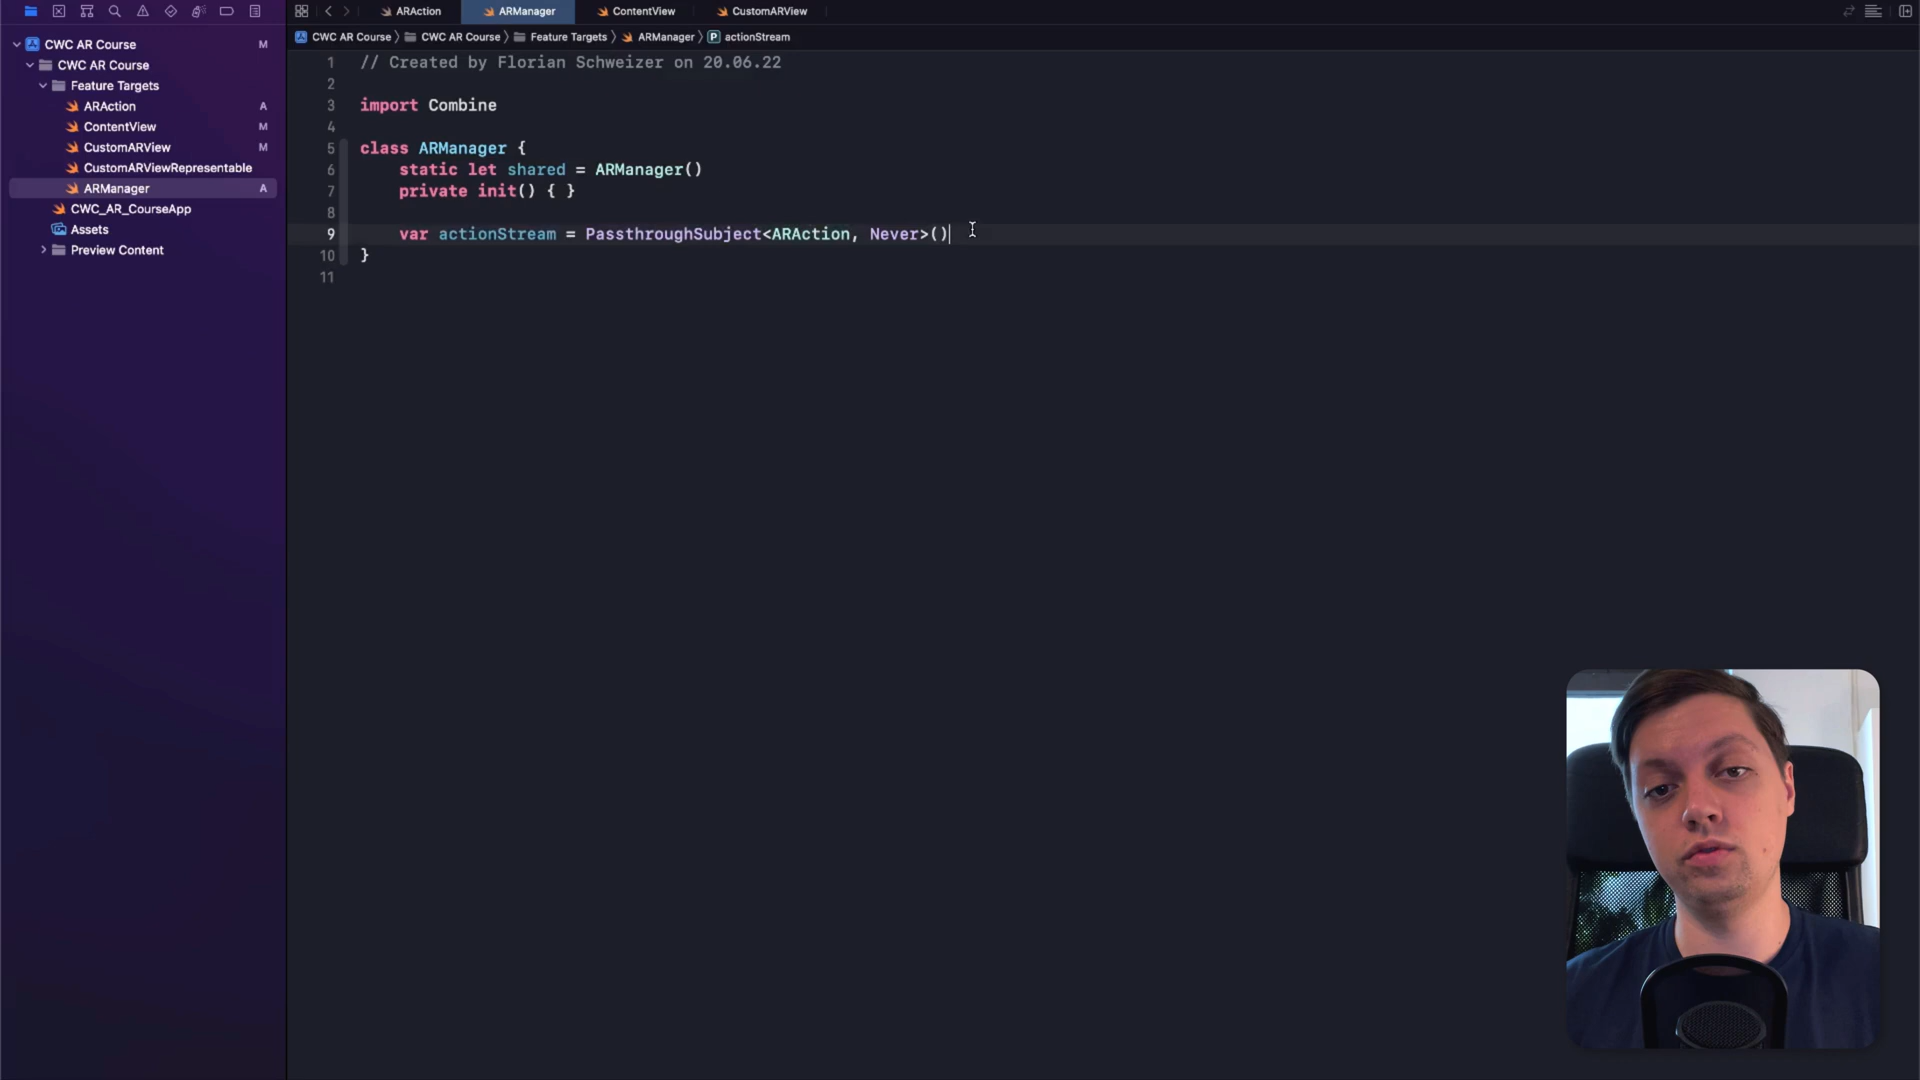 ARAction
ARManager
ContentView
CustomARView
CWC AR Course
CWC AR Course
Feature Targets
ARManager
actionStream
CWC AR Course M
CWC AR Course
Feature Targets
ARAction A
ContentView M
CustomARView M
CustomARViewRepresentable
ARManager A
CWC_AR_CourseApp
Assets
Preview Content
1 // Created by Florian Schweizer on 20.06.22
2
3 import Combine
4
5 class ARManager {
6 static let shared = ARManager()
7 private init() { }
8
9 var actionStream = PassthroughSubject<ARAction, Never>()
10 }
11